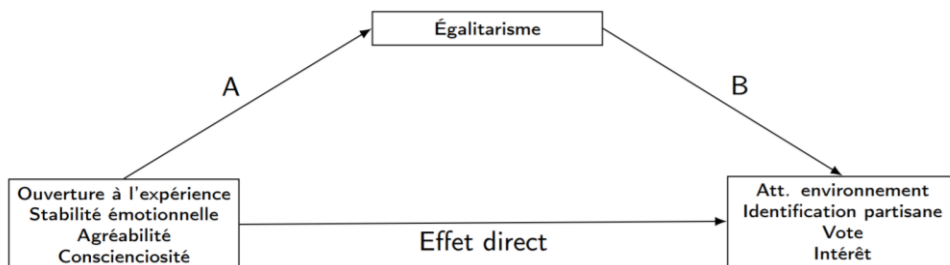 Égalitarisme
A
B
Ouverture à l'expérience
Stabilité émotionnelle
Agréabilité
Conscienciosité
Effet direct
Att. environnement
Identification partisane
Vote
Intérêt